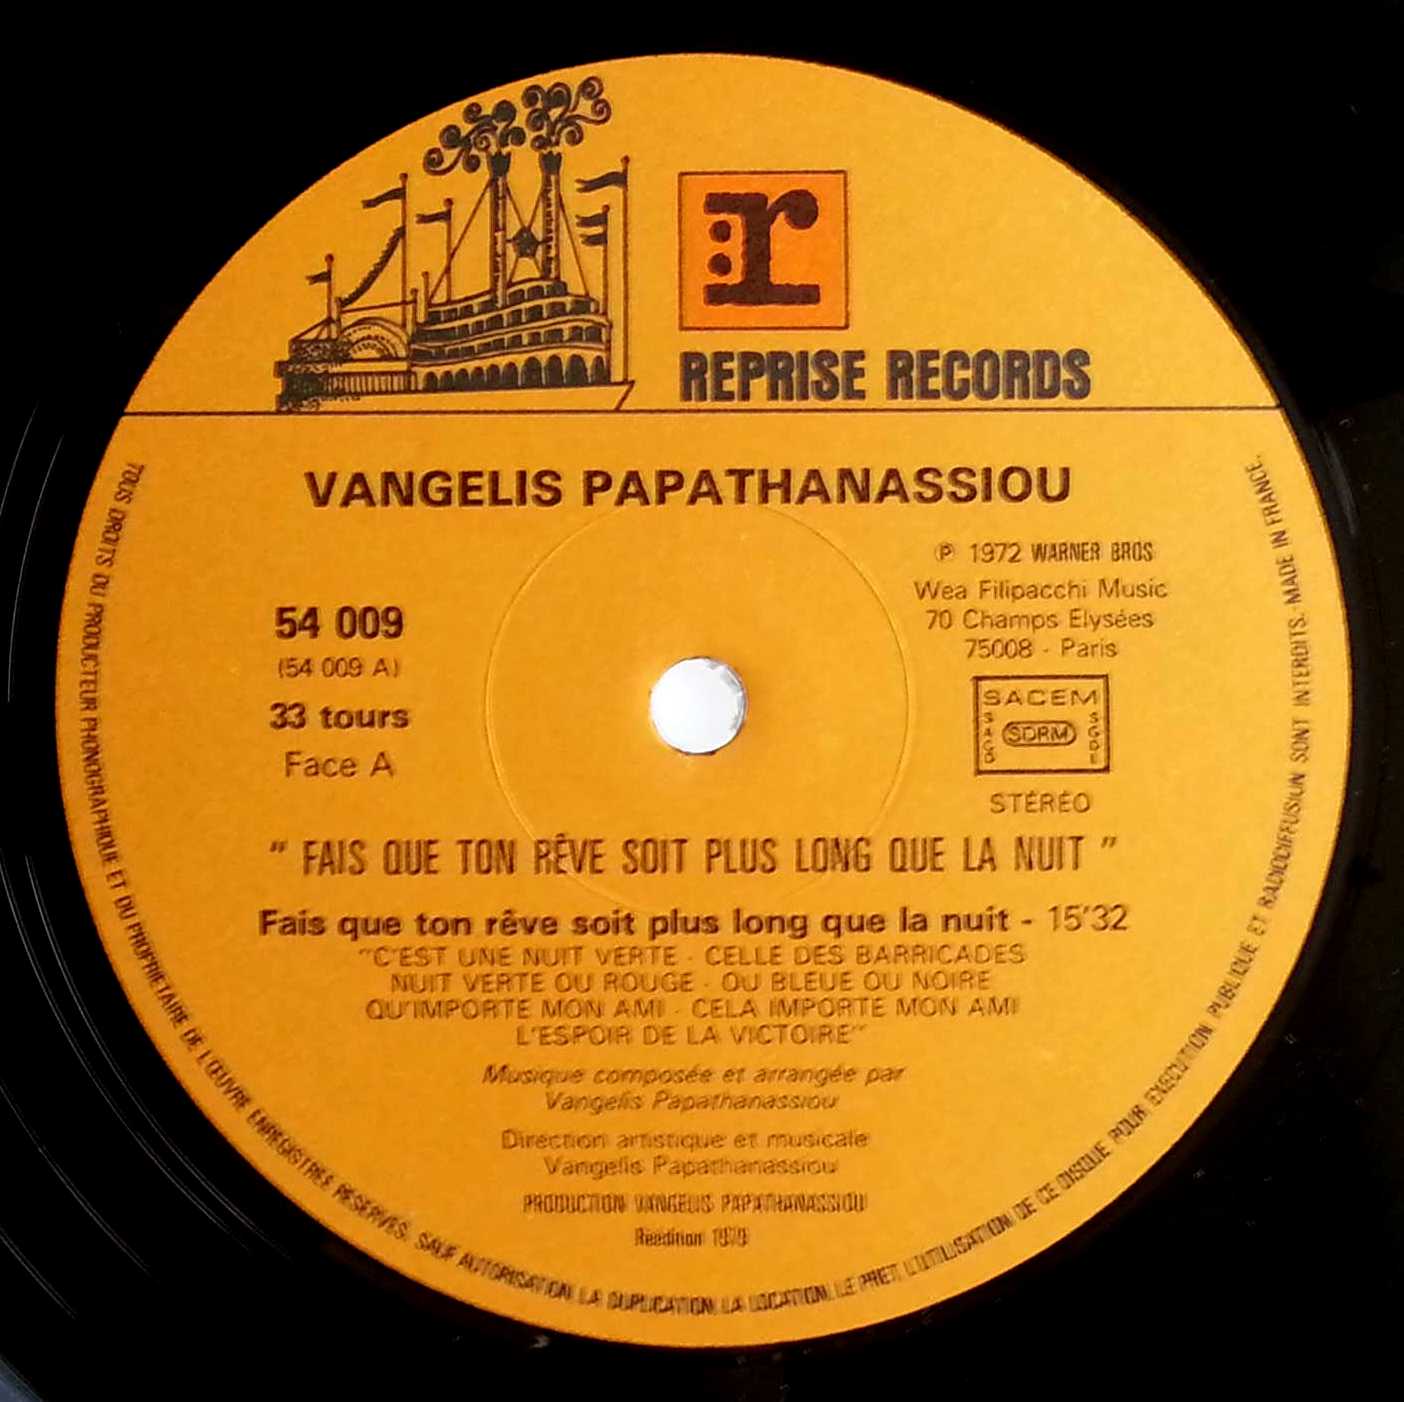 r
REPRISE RECORDS
VANGELIS PAPATHANASSIOU
℗ 1972 WARNER BROS
Wea Filipacchi Music
70 Champs Elysées
75008 - Paris
54 009
(54 009 A)
33 tours
Face A
SACEM
SACD
SDRM
SGDL
STÉRÉO
" FAIS QUE TON RÊVE SOIT PLUS LONG QUE LA NUIT "
Fais que ton rêve soit plus long que la nuit - 15'32
"C'EST UNE NUIT VERTE - CELLE DES BARRICADES
NUIT VERTE OU ROUGE - OU BLEUE OU NOIRE
QU'IMPORTE MON AMI - CELA IMPORTE MON AMI
L'ESPOIR DE LA VICTOIRE"
Musique composée et arrangée par
Vangelis Papathanassiou
Direction artistique et musicale
Vangelis Papathanassiou
PRODUCTION VANGELIS PAPATHANASSIOU
Réédition
TOUS DROITS DU PRODUCTEUR PHONOGRAPHIQUE ET DU PROPRIETAIRE DE L'ŒUVRE ENREGISTREE RESERVES. SAUF AUTORISATION LA DUPLICATION, LA LOCATION, LE PRET, L'UTILISATION DE CE DISQUE POUR EXECUTION PUBLIQUE ET RADIODIFFUSION SONT INTERDITS. MADE IN FRANCE.